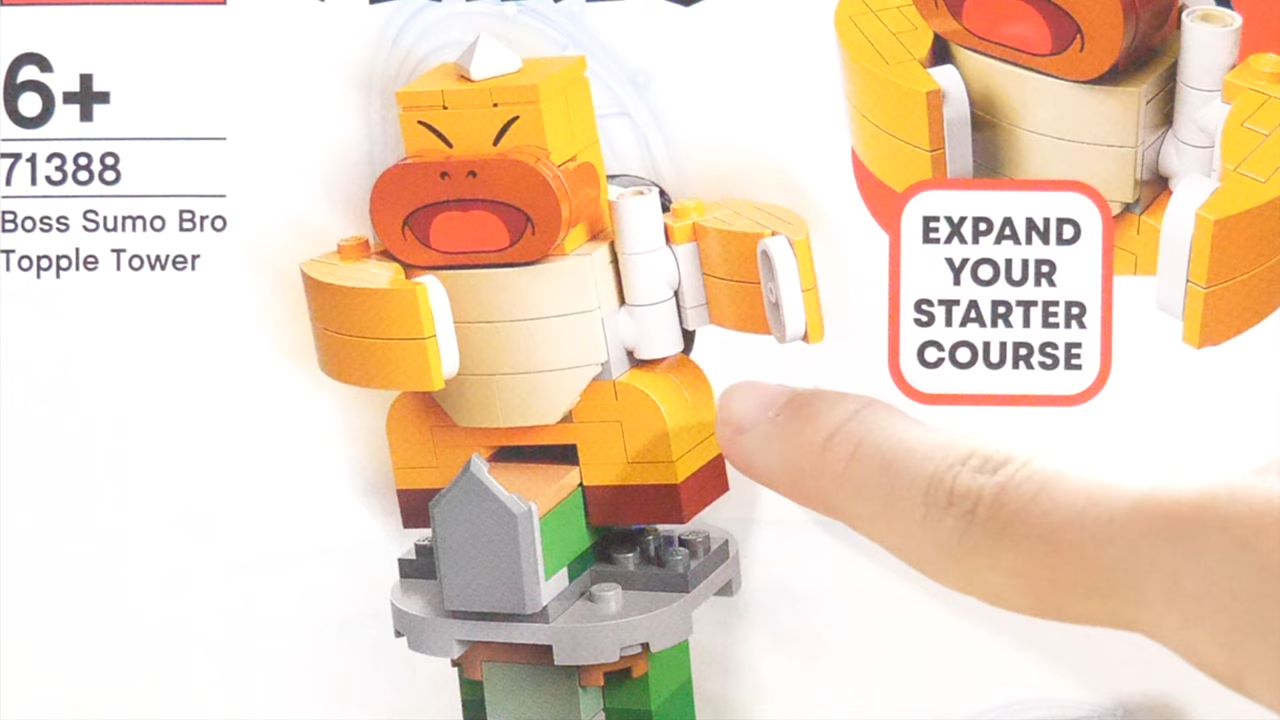 6+
71388
Boss Sumo Bro
Topple Tower
EXPAND
YOUR
STARTER
COURSE